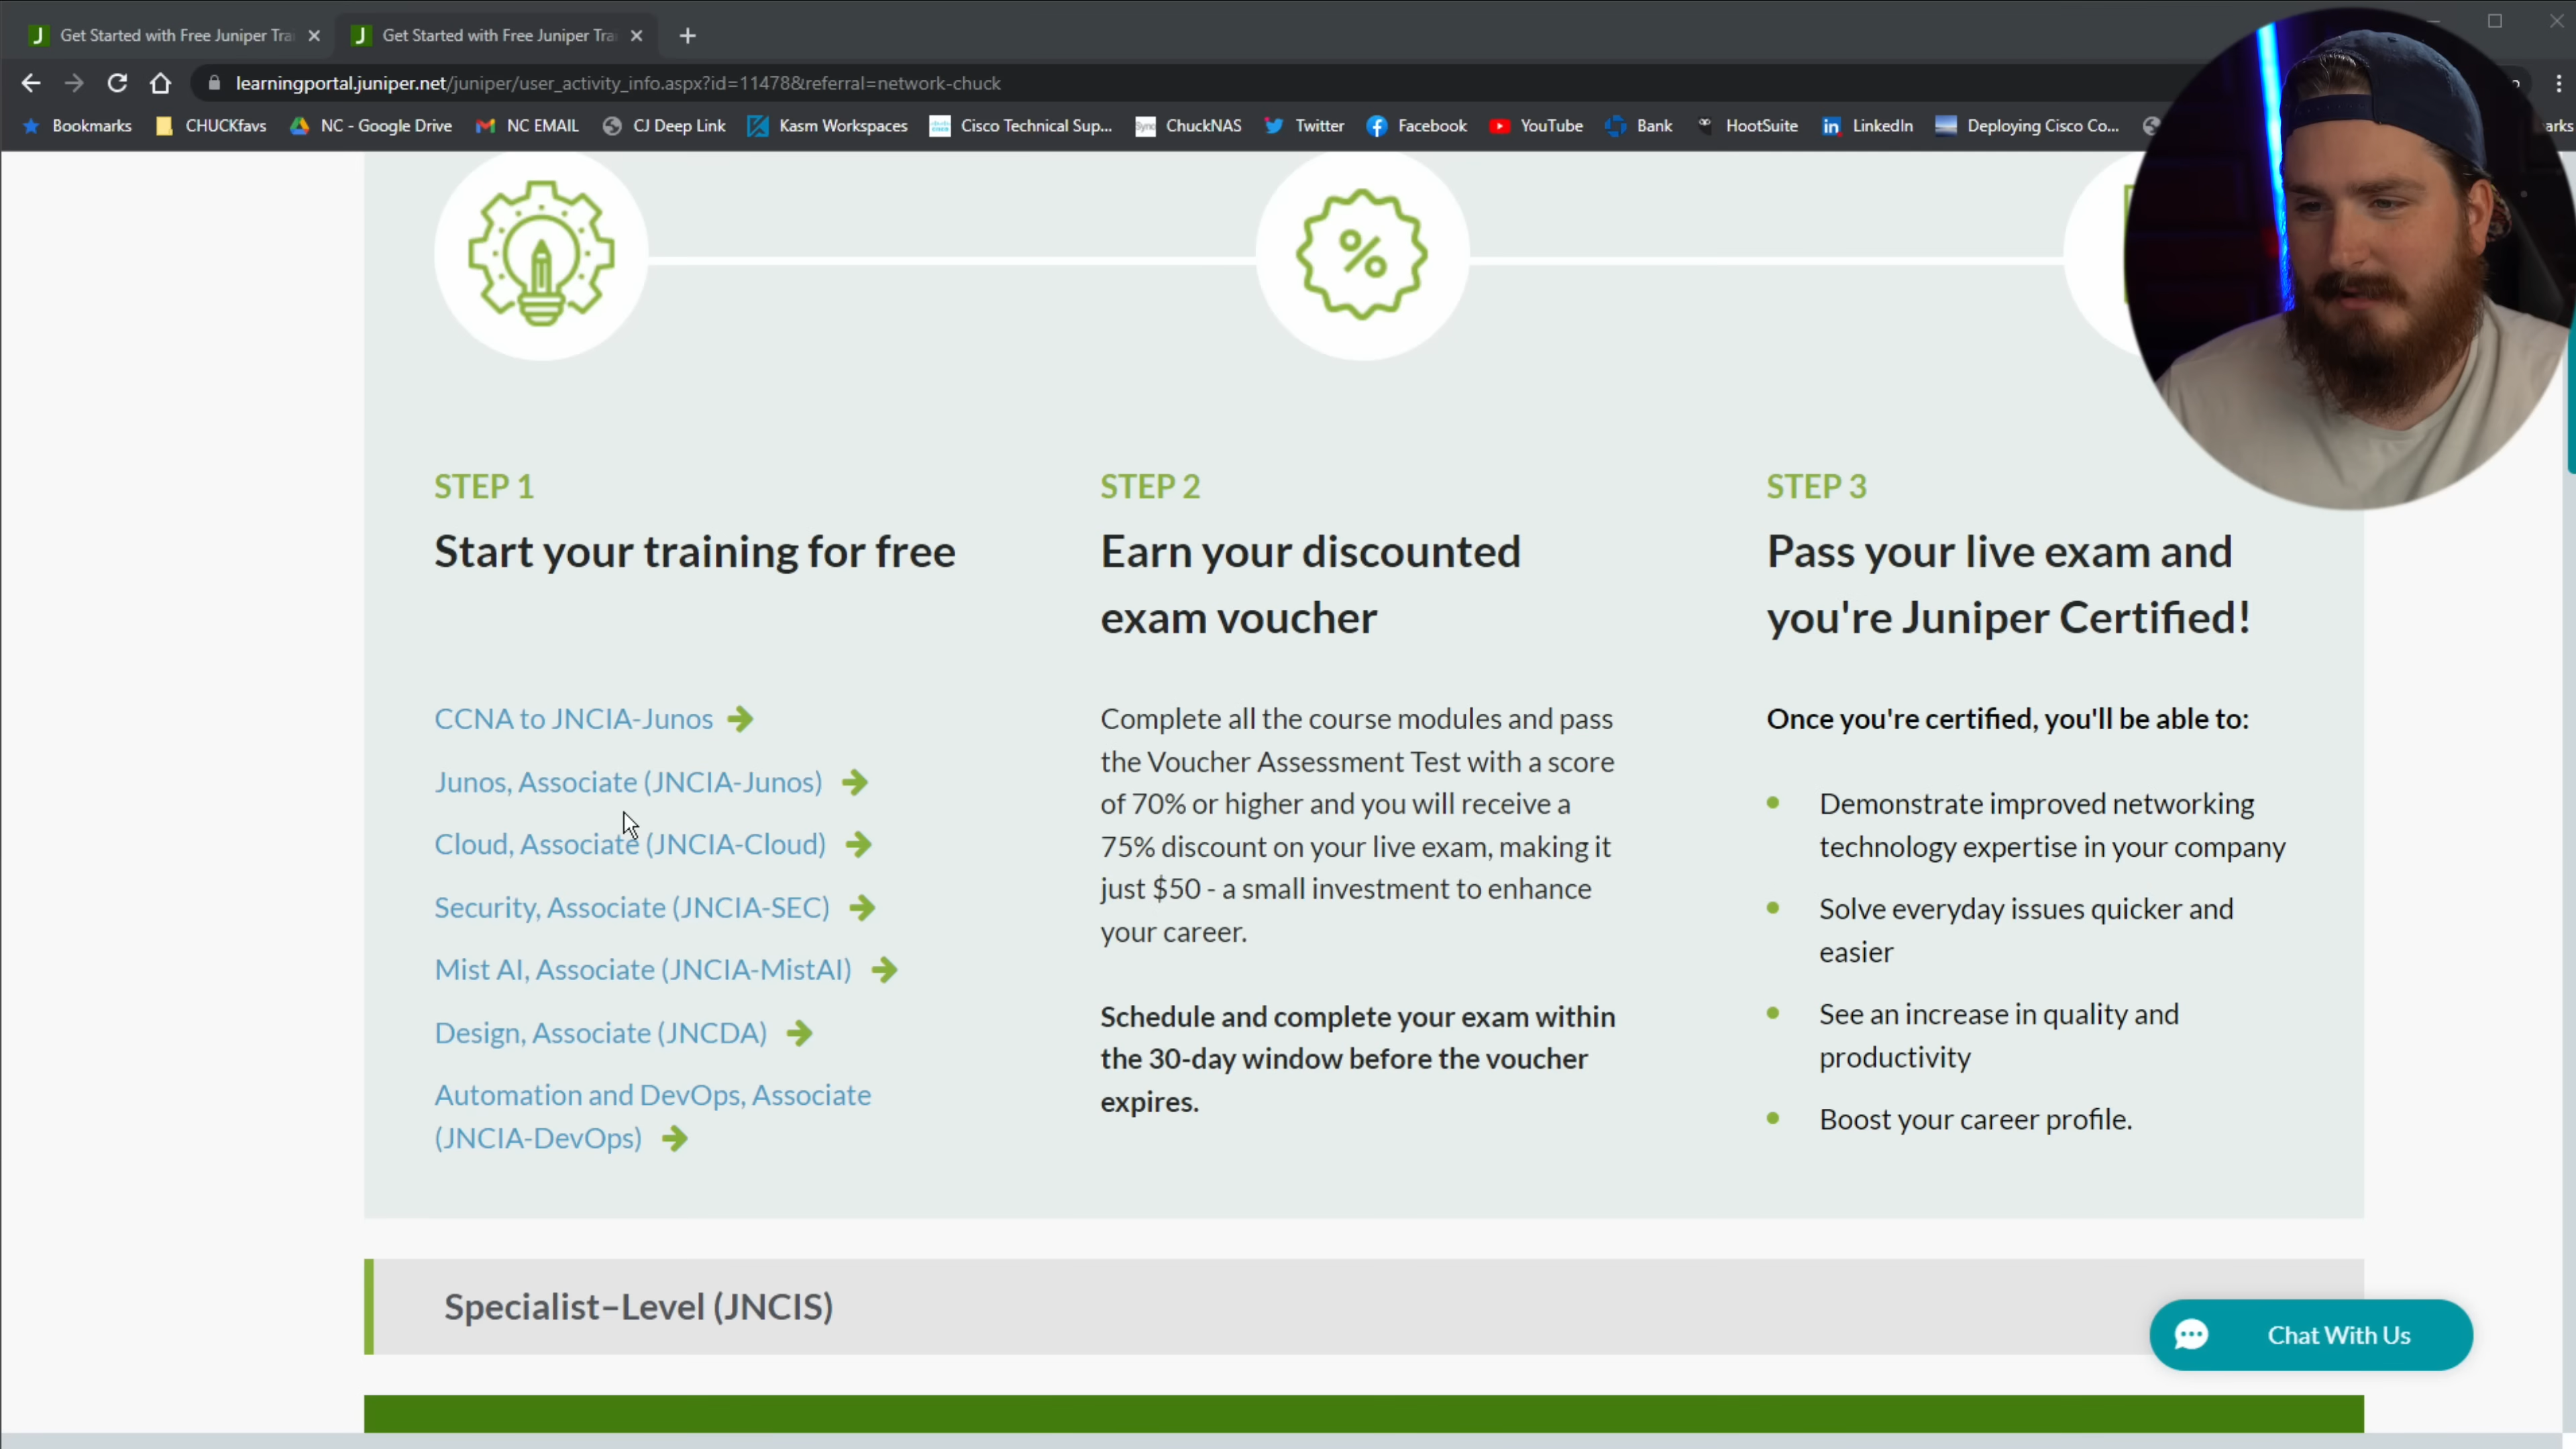 Get Started with Free Juniper Tra
Get Started with Free Juniper Tra
learningportal.juniper.net/juniper/user_activity_info.aspx?id=11478&referral=network-chuck
Bookmarks CHUCKfavs NC - Google Drive NC EMAIL CJ Deep Link Kasm Workspaces Cisco Technical Sup... ChuckNAS Twitter Facebook YouTube Bank HootSuite LinkedIn Deploying Cisco Co... arks
STEP 1
Start your training for free
CCNA to JNCIA-Junos
Junos, Associate (JNCIA-Junos)
Cloud, Associate (JNCIA-Cloud)
Security, Associate (JNCIA-SEC)
Mist AI, Associate (JNCIA-MistAI)
Design, Associate (JNCDA)
Automation and DevOps, Associate
(JNCIA-DevOps)
STEP 2
Earn your discounted
exam voucher
Complete all the course modules and pass
the Voucher Assessment Test with a score
of 70% or higher and you will receive a
75% discount on your live exam, making it
just $50 - a small investment to enhance
your career.
Schedule and complete your exam within
the 30-day window before the voucher
expires.
STEP 3
Pass your live exam and
you're Juniper Certified!
Once you're certified, you'll be able to:
Demonstrate improved networking
technology expertise in your company
Solve everyday issues quicker and
easier
See an increase in quality and
productivity
Boost your career profile.
Specialist–Level (JNCIS)
Chat With Us